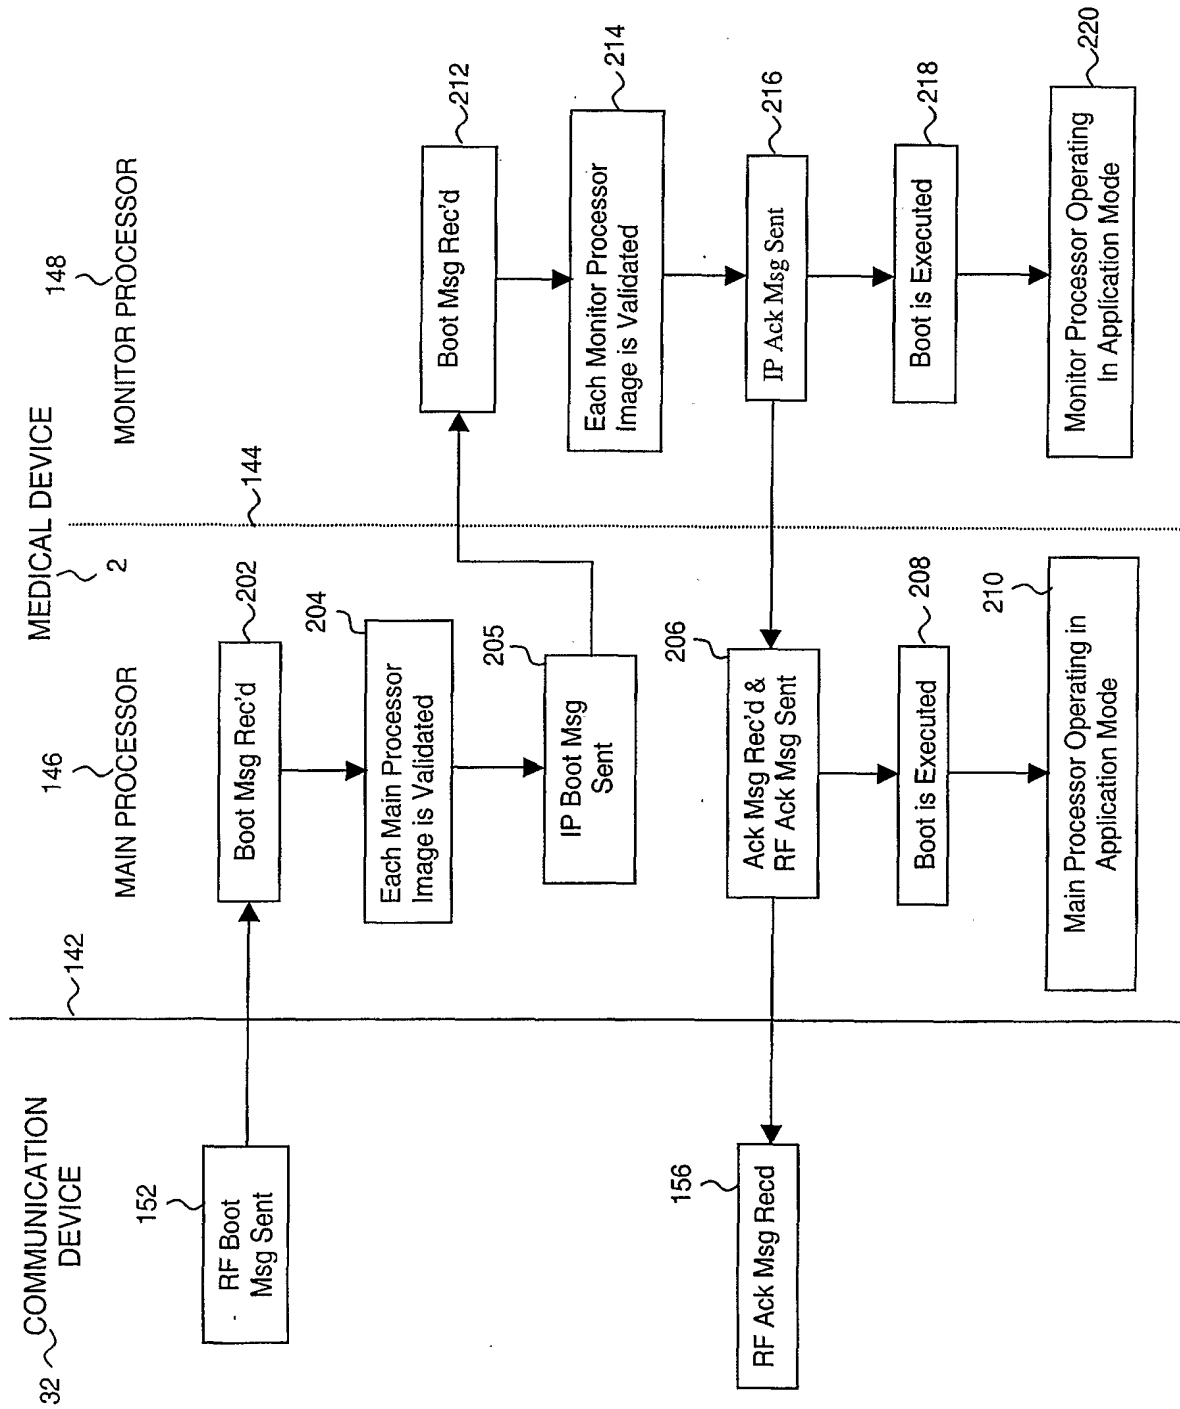 MEDICAL DEVICE
2
32
COMMUNICATION
DEVICE
142
146
MAIN PROCESSOR
144
148
MONITOR PROCESSOR
152
RF Boot
Msg Sent
202
Boot Msg Rec'd
204
Each Main Processor
Image is Validated
205
IP Boot Msg
Sent
212
Boot Msg Rec'd
214
Each Monitor Processor
Image is Validated
216
IP Ack Msg Sent
206
Ack Msg Rec'd &
RF Ack Msg Sent
156
RF Ack Msg Recd
208
Boot is Executed
218
Boot is Executed
210
Main Processor Operating in
Application Mode
220
Monitor Processor Operating
In Application Mode